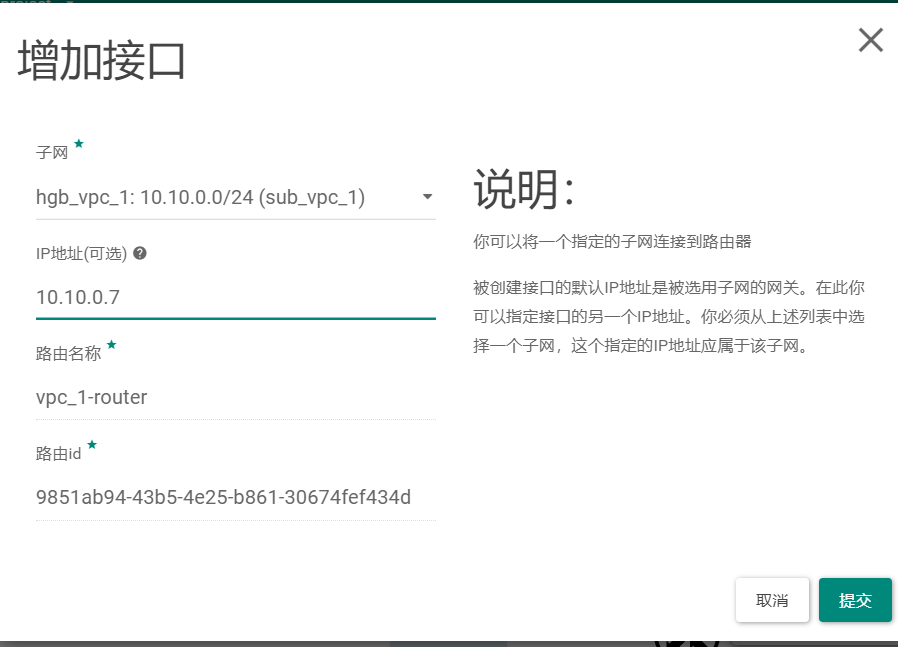 增加接口
子网
hgb_vpc_1: 10.10.0.0/24 (sub_vpc_1)
IP地址(可选)
10.10.0.7
路由名称
vpc_1-router
路由id
9851ab94-43b5-4e25-b861-30674fef434d
说明：
你可以将一个指定的子网连接到路由器
被创建接口的默认IP地址是被选用子网的网关。在此你
可以指定接口的另一个IP地址。你必须从上述列表中选
择一个子网，这个指定的IP地址应属于该子网。
取消
提交